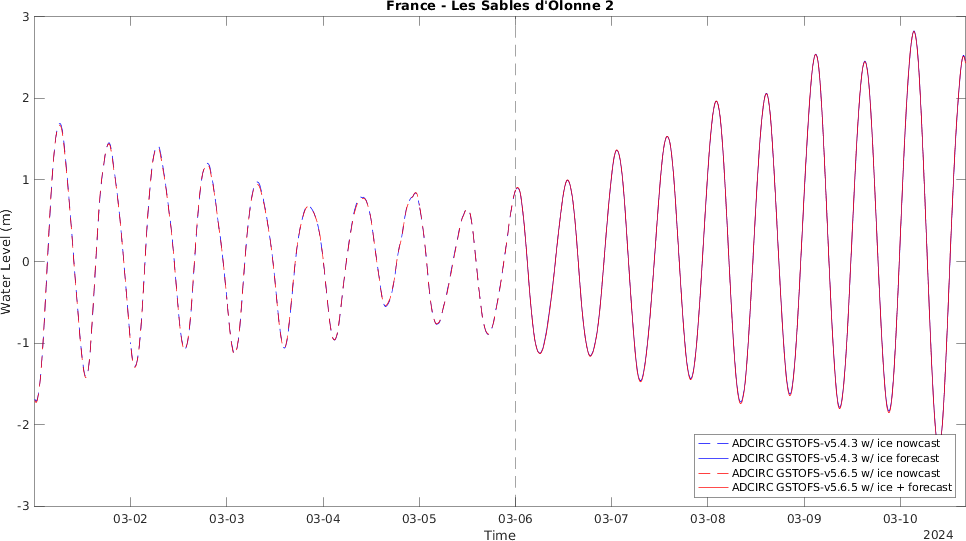 France - Les Sables d'Olonne 2
3
2
1
0
-1
-2
-3
Water Level (m)
03-02 03-03 03-04 03-05 03-06 03-07 03-08 03-09 03-10
Time
2024
ADCIRC GSTOFS-v5.4.3 w/ ice nowcast
ADCIRC GSTOFS-v5.4.3 w/ ice forecast
ADCIRC GSTOFS-v5.6.5 w/ ice nowcast
ADCIRC GSTOFS-v5.6.5 w/ ice + forecast